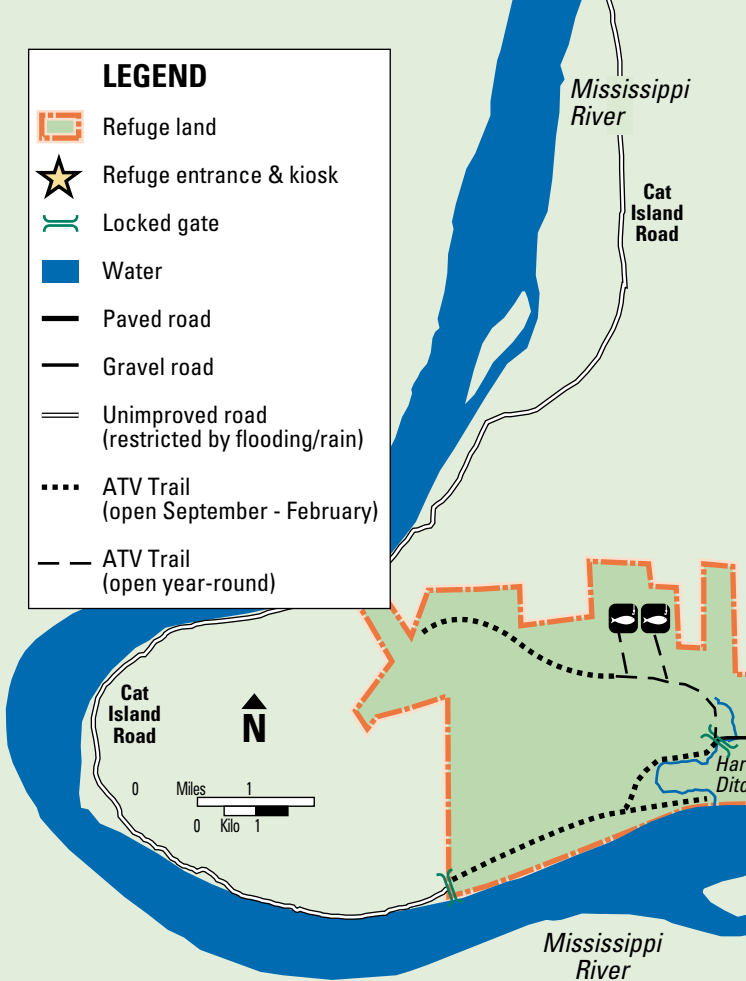 LEGEND
Refuge land
Refuge entrance & kiosk
Locked gate
Water
Paved road
Gravel road
Unimproved road
(restricted by flooding/rain)
ATV Trail
(open September - February)
ATV Trail
(open year-round)
Mississippi
River
Cat
Island
Road
Cat
Island
Road
N
0 Miles 1
0 Kilo 1
Har
Ditc
Mississippi
River